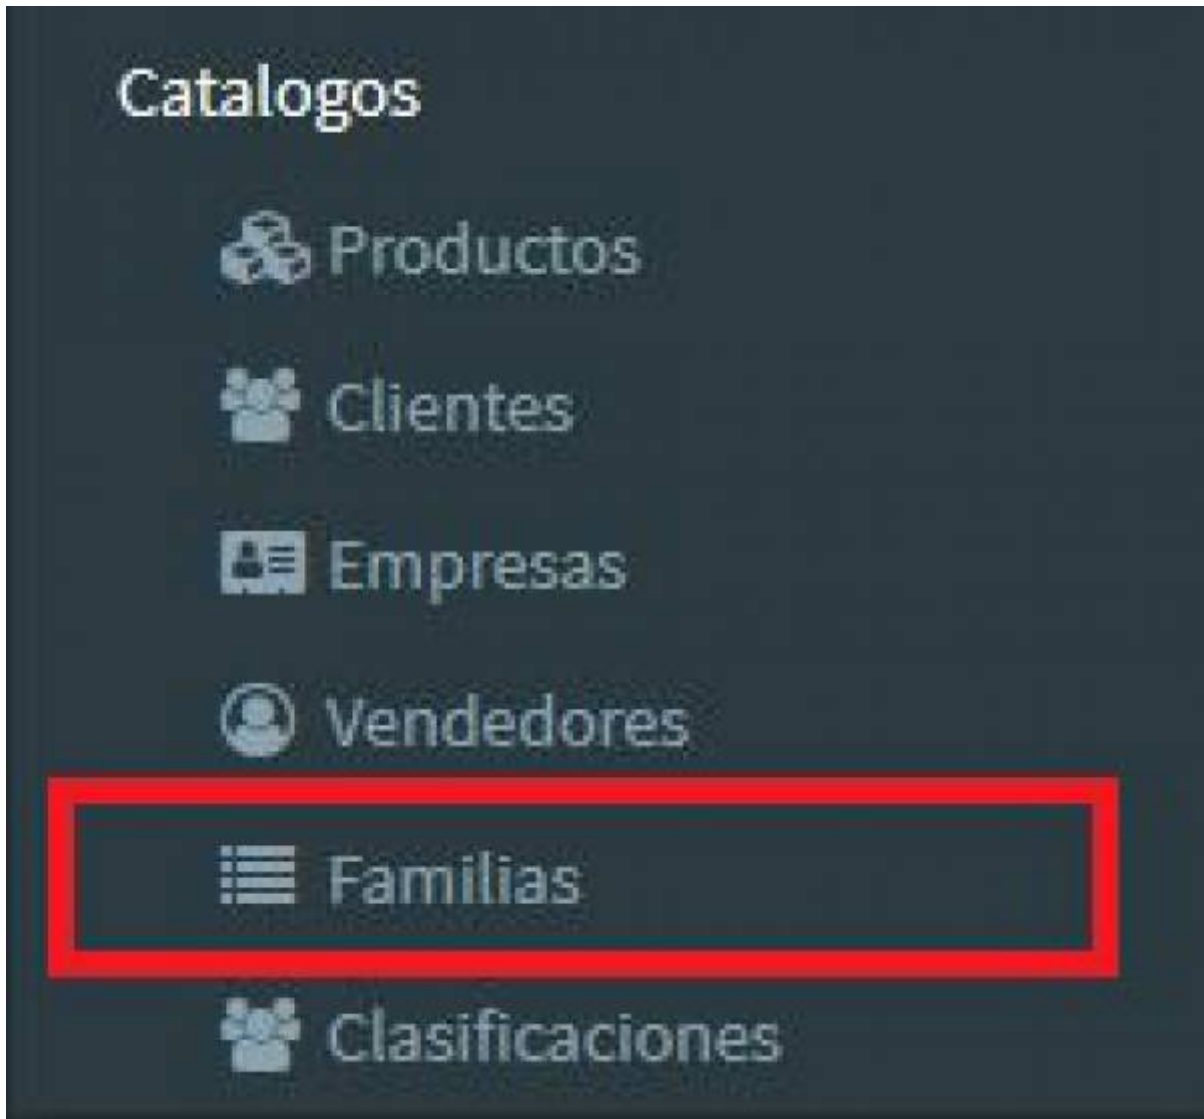 Catalogos
Productos
Clientes
Empresas
Vendedores
Familias
Clasificaciones